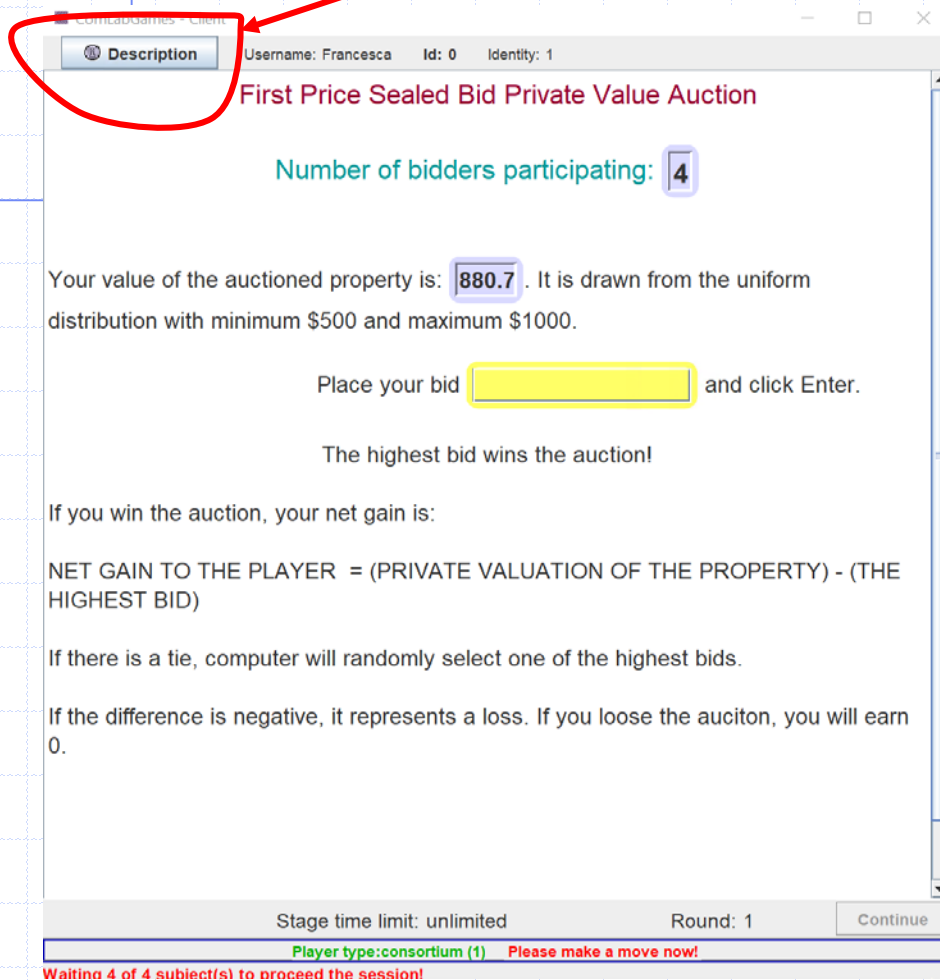 ComLabGames - Client
Description Username: Francesca Id: 0 Identity: 1
First Price Sealed Bid Private Value Auction
Number of bidders participating: 4
Your value of the auctioned property is: 880.7 . It is drawn from the uniform
distribution with minimum $500 and maximum $1000.
Place your bid and click Enter.
The highest bid wins the auction!
If you win the auction, your net gain is:
NET GAIN TO THE PLAYER = (PRIVATE VALUATION OF THE PROPERTY) - (THE
HIGHEST BID)
If there is a tie, computer will randomly select one of the highest bids.
If the difference is negative, it represents a loss. If you loose the auciton, you will earn
0.
Stage time limit: unlimited Round: 1 Continue
Player type:consortium (1) Please make a move now!
Waiting 4 of 4 subject(s) to proceed the session!